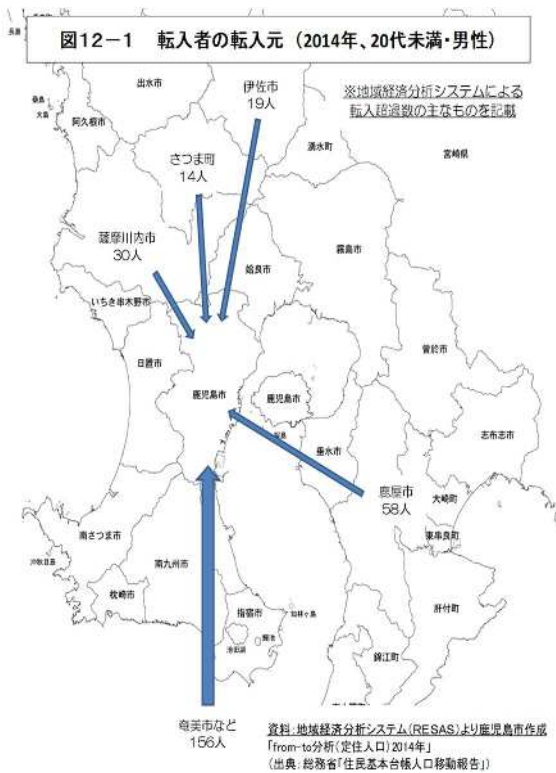 図12－1　転入者の転入元（2014年、20代未満・男性）
※地域経済分析システムによる
転入超過数の主なものを記載
伊佐市
19人
さつま町
14人
薩摩川内市
30人
出水市
阿久根市
湧水町
宮崎県
霧島市
姶良市
いちき串木野市
日置市
鹿児島市
鹿児島市
曽於市
志布志市
垂水市
鹿屋市
58人
大崎町
東串良町
南さつま市
南九州市
枕崎市
指宿市
池田湖
肝付町
錦江町
奄美市など
156人
資料：地域経済分析システム（RESAS）より鹿児島市作成
「from-to分析（定住人口）2014年」
（出典：総務省「住民基本台帳人口移動報告」）